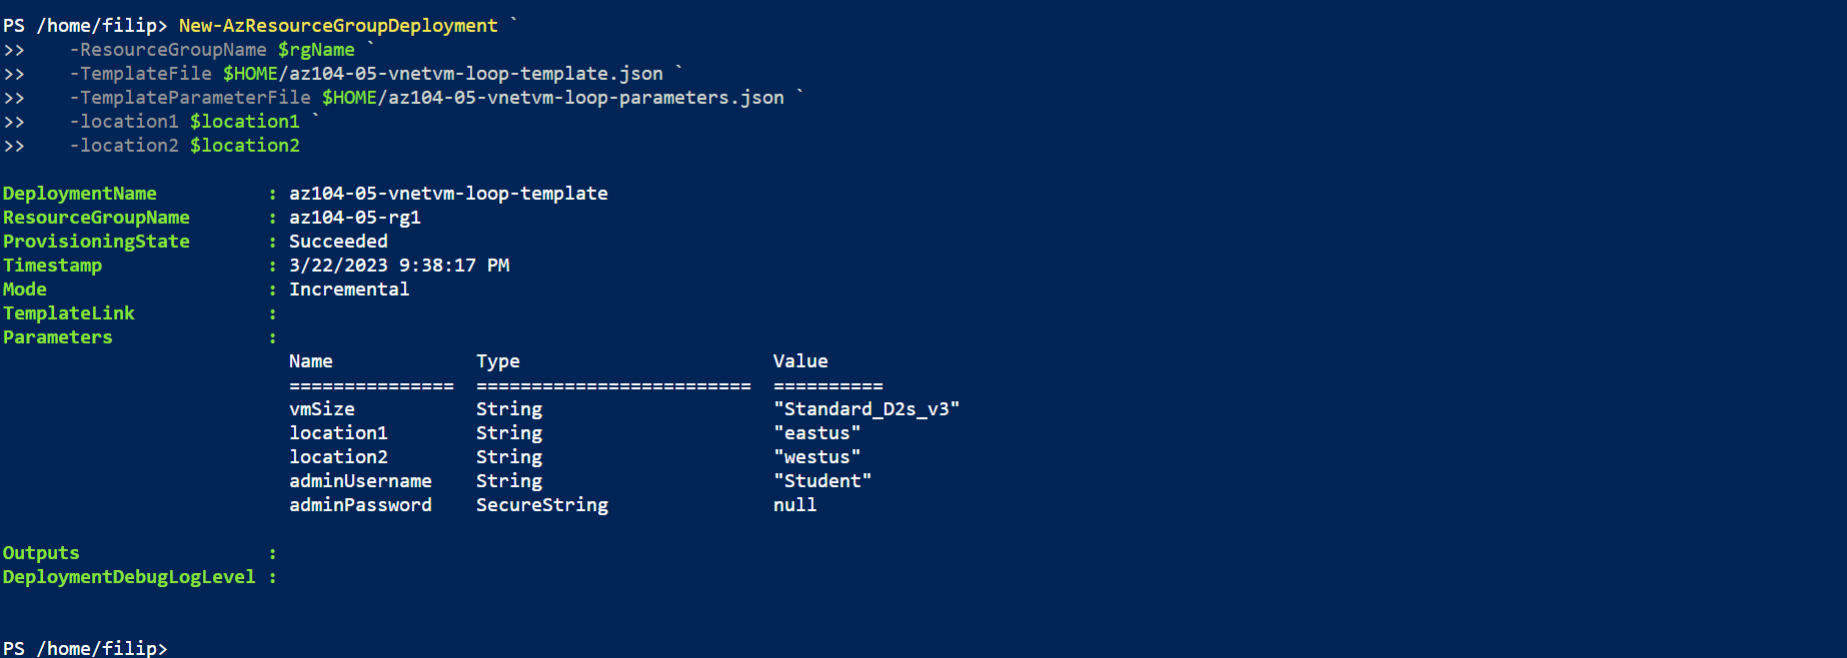 PS /home/filip> New-AzResourceGroupDeployment `
>>    -ResourceGroupName $rgName `
>>    -TemplateFile $HOME/az104-05-vnetvm-loop-template.json `
>>    -TemplateParameterFile $HOME/az104-05-vnetvm-loop-parameters.json `
>>    -location1 $location1 `
>>    -location2 $location2
DeploymentName          : az104-05-vnetvm-loop-template
ResourceGroupName       : az104-05-rg1
ProvisioningState       : Succeeded
Timestamp               : 3/22/2023 9:38:17 PM
Mode                    : Incremental
TemplateLink            :
Parameters              :
                          Name             Type                       Value
                          ===============  =========================  ==========
                          vmSize           String                     "Standard_D2s_v3"
                          location1        String                     "eastus"
                          location2        String                     "westus"
                          adminUsername    String                     "Student"
                          adminPassword    SecureString               null
Outputs                 :
DeploymentDebugLogLevel :
PS /home/filip>